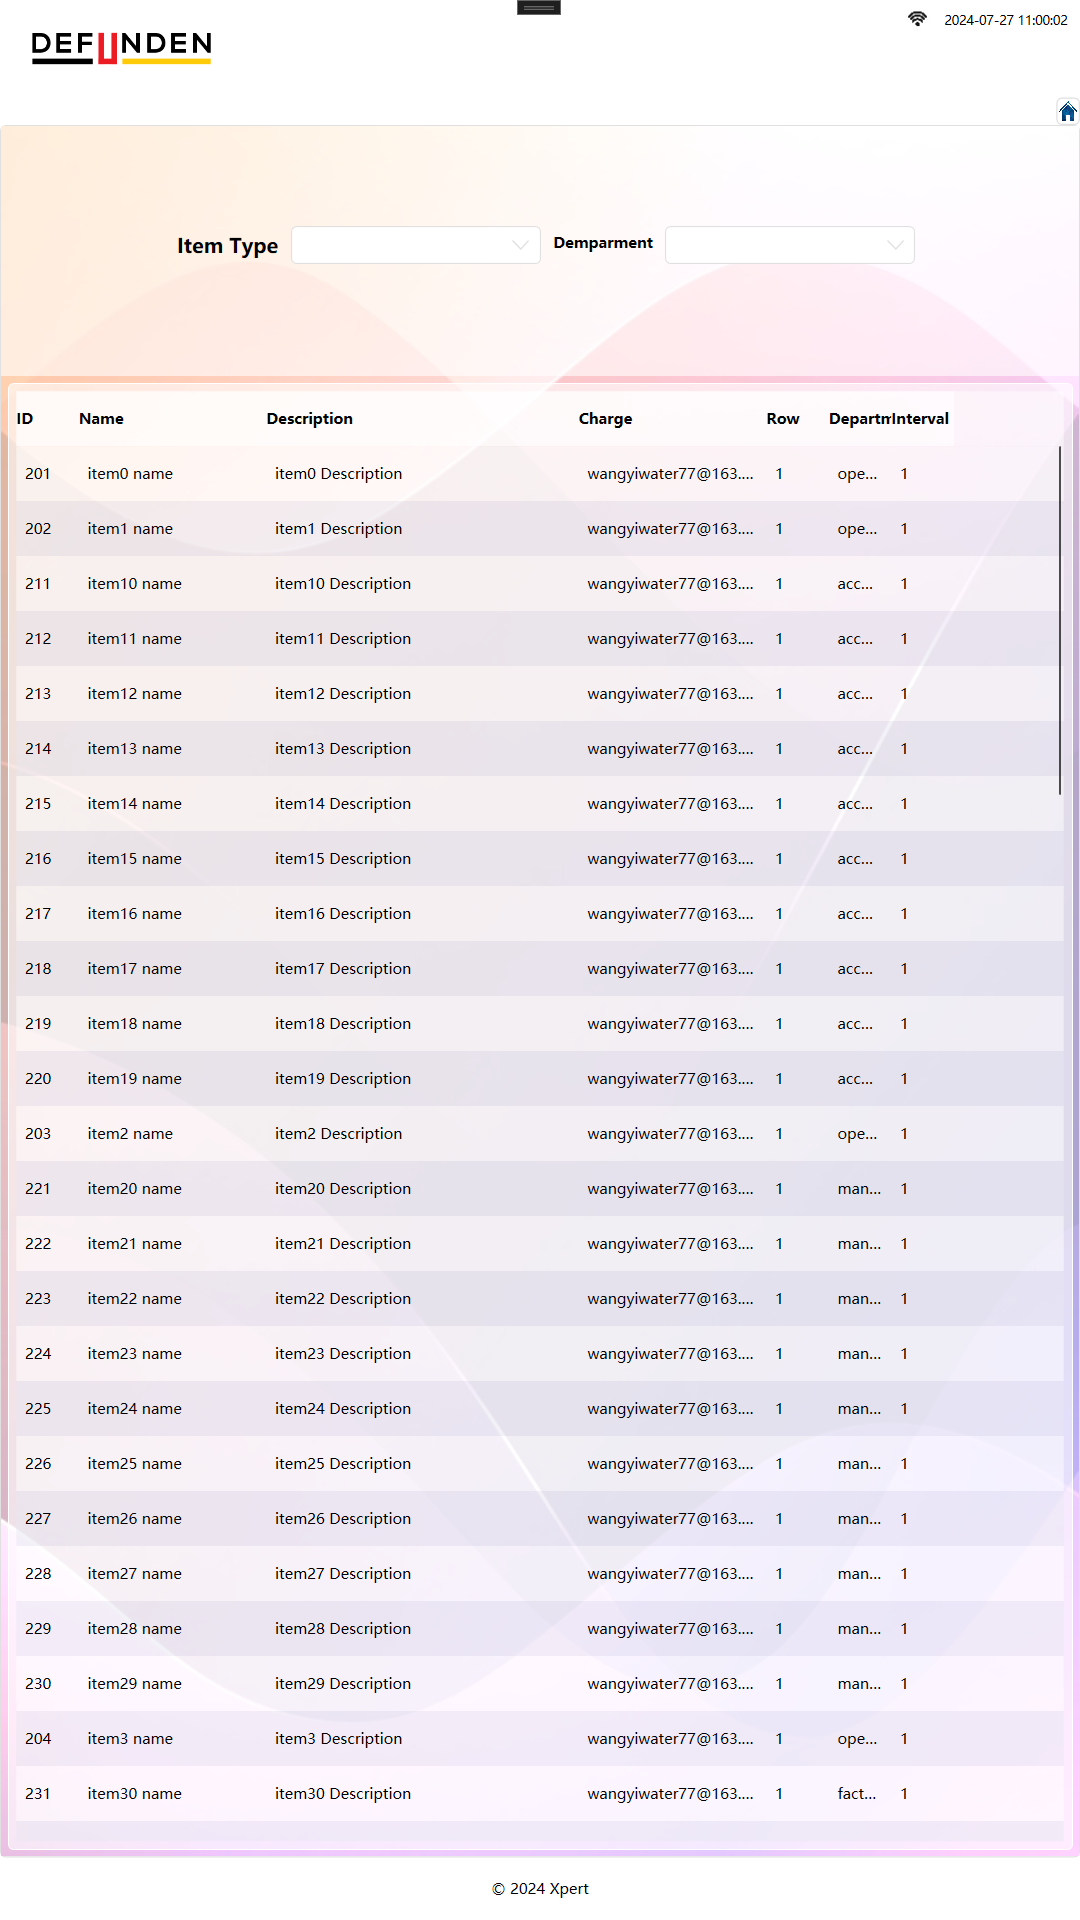 2024-07-27 11:00:02
DEFUNDEN
Item Type Demparment
ID Name Description Charge Row Departm Interval
201 item0 name item0 Description wangyiwater77@163.... 1 ope... 1
202 item1 name item1 Description wangyiwater77@163.... 1 ope... 1
211 item10 name item10 Description wangyiwater77@163.... 1 acc... 1
212 item11 name item11 Description wangyiwater77@163.... 1 acc... 1
213 item12 name item12 Description wangyiwater77@163.... 1 acc... 1
214 item13 name item13 Description wangyiwater77@163.... 1 acc... 1
215 item14 name item14 Description wangyiwater77@163.... 1 acc... 1
216 item15 name item15 Description wangyiwater77@163.... 1 acc... 1
217 item16 name item16 Description wangyiwater77@163.... 1 acc... 1
218 item17 name item17 Description wangyiwater77@163.... 1 acc... 1
219 item18 name item18 Description wangyiwater77@163.... 1 acc... 1
220 item19 name item19 Description wangyiwater77@163.... 1 acc... 1
203 item2 name item2 Description wangyiwater77@163.... 1 ope... 1
221 item20 name item20 Description wangyiwater77@163.... 1 man... 1
222 item21 name item21 Description wangyiwater77@163.... 1 man... 1
223 item22 name item22 Description wangyiwater77@163.... 1 man... 1
224 item23 name item23 Description wangyiwater77@163.... 1 man... 1
225 item24 name item24 Description wangyiwater77@163.... 1 man... 1
226 item25 name item25 Description wangyiwater77@163.... 1 man... 1
227 item26 name item26 Description wangyiwater77@163.... 1 man... 1
228 item27 name item27 Description wangyiwater77@163.... 1 man... 1
229 item28 name item28 Description wangyiwater77@163.... 1 man... 1
230 item29 name item29 Description wangyiwater77@163.... 1 man... 1
204 item3 name item3 Description wangyiwater77@163.... 1 ope... 1
231 item30 name item30 Description wangyiwater77@163.... 1 fact... 1
© 2024 Xpert